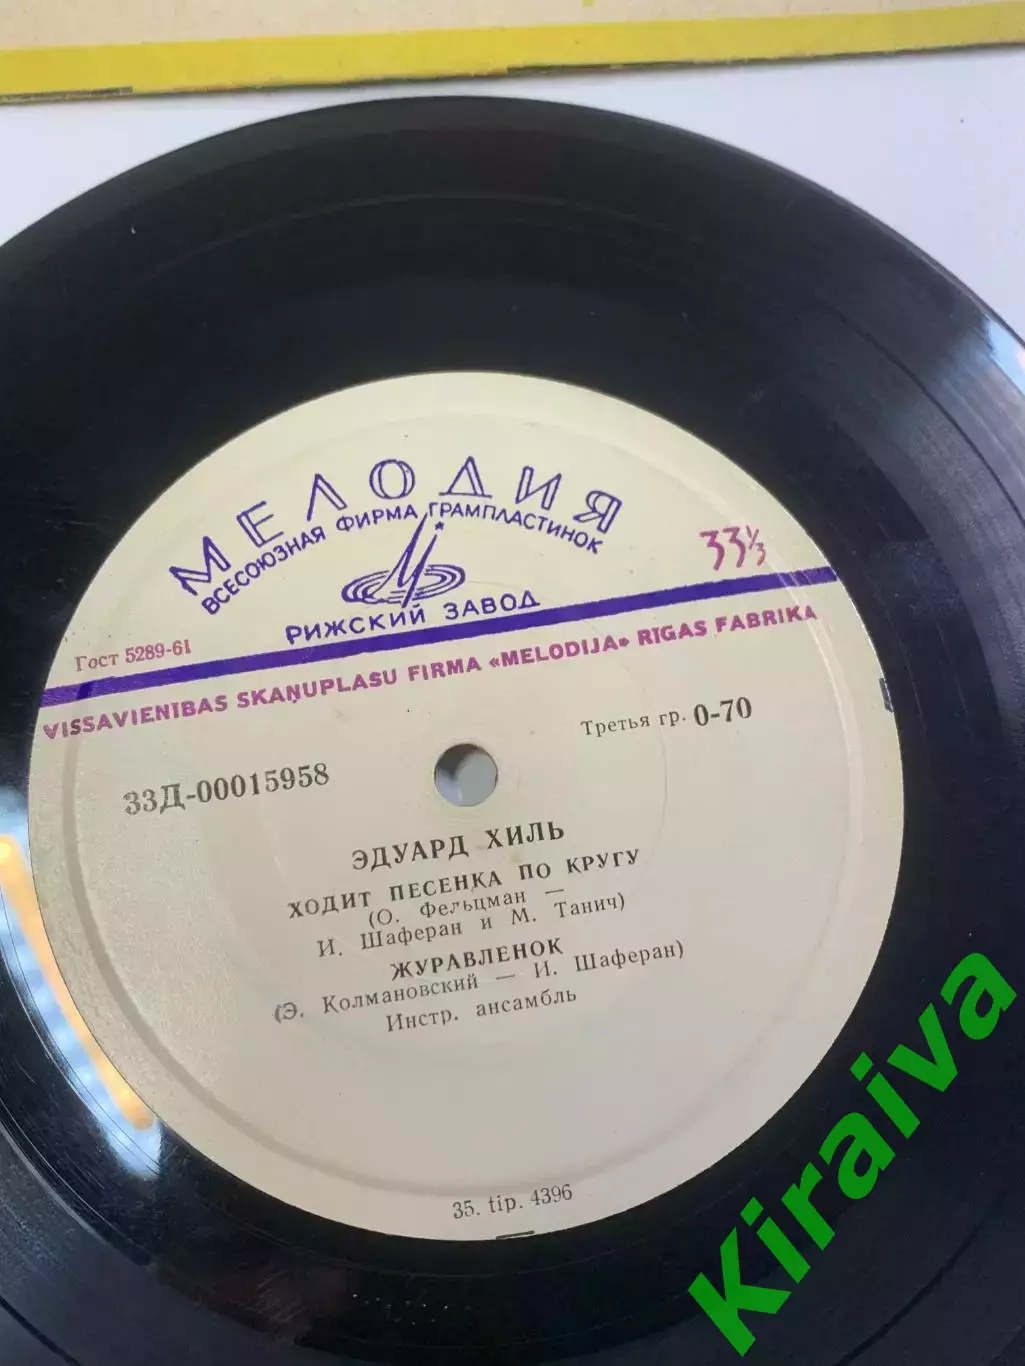 МЕЛОДИЯ
ВСЕСОЮЗНАЯ ФИРМА ГРАМПЛАСТИНОК
РИЖСКИЙ ЗАВОД
33⅓
Гост 5289-61
VISSAVIENIBAS SKAŅUPLAŠU FIRMA «MELODIJA» RIGAS FABRIKA
33Д-00015958
Третья гр. 0-70
ЭДУАРД ХИЛЬ
ХОДИТ ПЕСЕНКА ПО КРУГУ
(О. Фельцман —
И. Шаферан и М. Танич)
ЖУРАВЛЕНОК
(Э. Колмановский — И. Шаферан)
Инстр. ансамбль
35. tip. 4396
Kiraiva